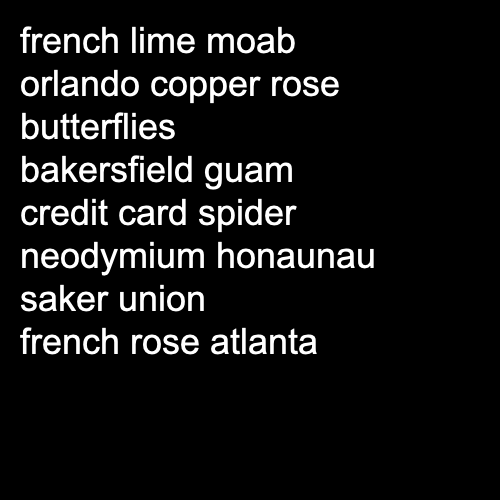 french lime moab
orlando copper rose
butterflies
bakersfield guam
credit card spider
neodymium honaunau
saker union
french rose atlanta